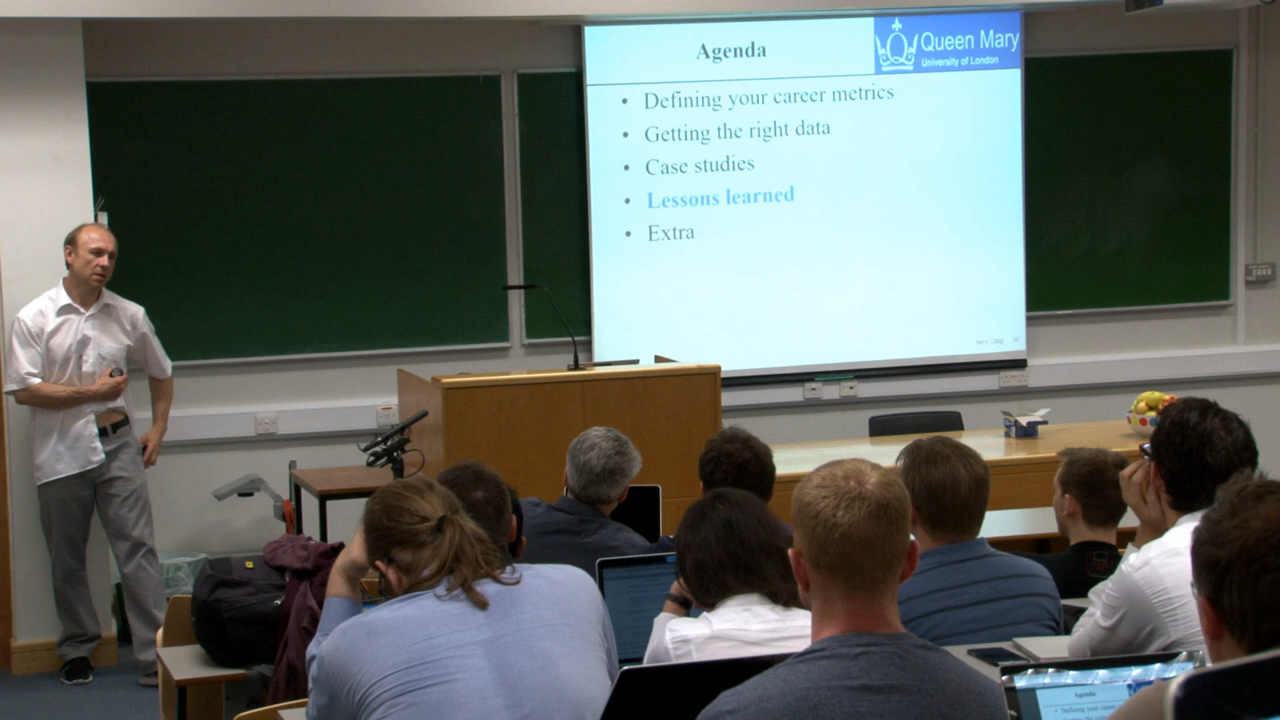 Agenda
Queen Mary
University of London
• Defining your career metrics
• Getting the right data
• Case studies
• Lessons learned
• Extra
Agenda